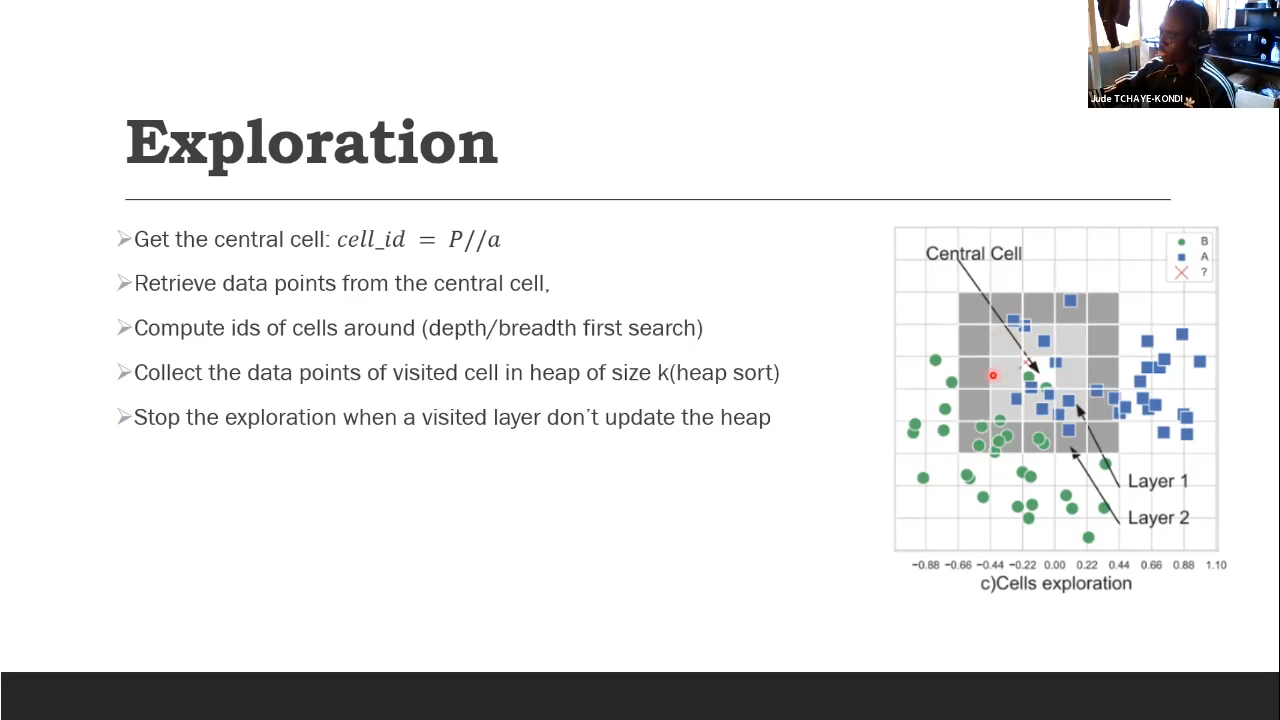 Jude TCHAYE-KONDI
Exploration
➢Get the central cell: cell_id = P//a
➢Retrieve data points from the central cell,
➢Compute ids of cells around (depth/breadth first search)
➢Collect the data points of visited cell in heap of size k(heap sort)
➢Stop the exploration when a visited layer don't update the heap
Central Cell
B
A
?
Layer 1
Layer 2
−0.88 −0.66 −0.44 −0.22 0.00 0.22 0.44 0.66 0.88 1.10
c)Cells exploration